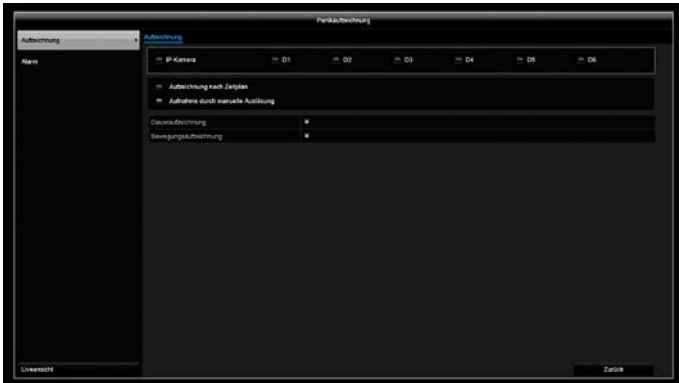 Panikaufzeichnung
Aufzeichnung
Aufzeichnung
Alarm
IP Kamera D1 D2 D3 D4 D5 D6
Aufzeichnung nach Zeitplan
Aufnahme durch manuelle Auslösung
Daueraufzeichnung
Bewegungsaufzeichnung
Liveansicht
Zurück